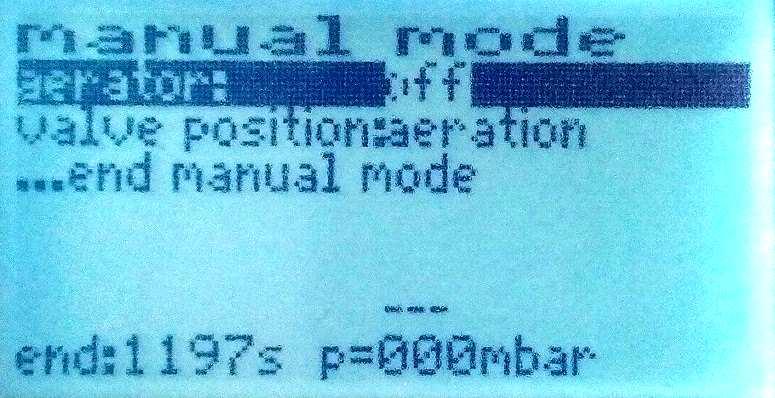 manual mode
aerator: off
valve position:aeration
...end manual mode
---
end:1197s p=000mbar